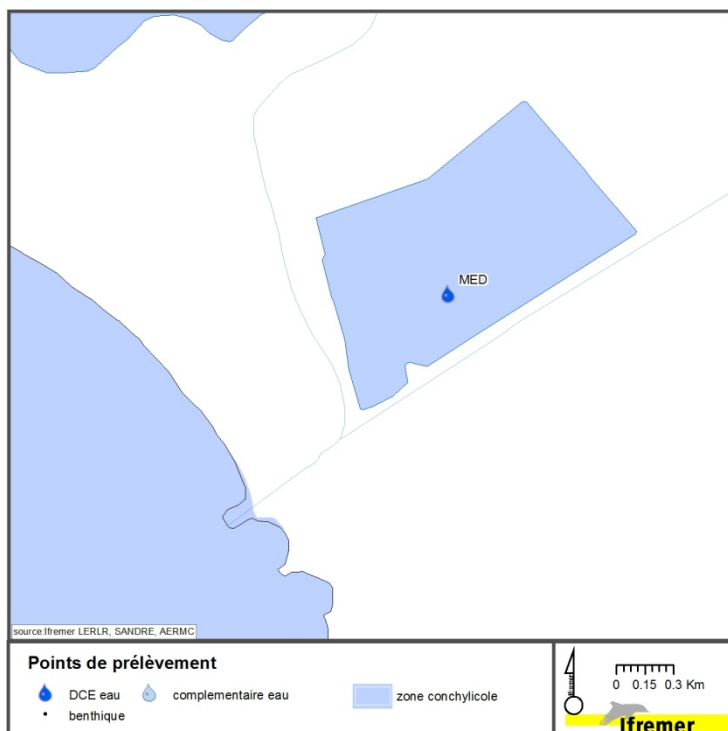 MED
source:Ifremer LERLR, SANDRE, AERMC
Points de prélèvement
DCE eau
complementaire eau
zone conchylicole
benthique
0 0.15 0.3 Km
Ifremer